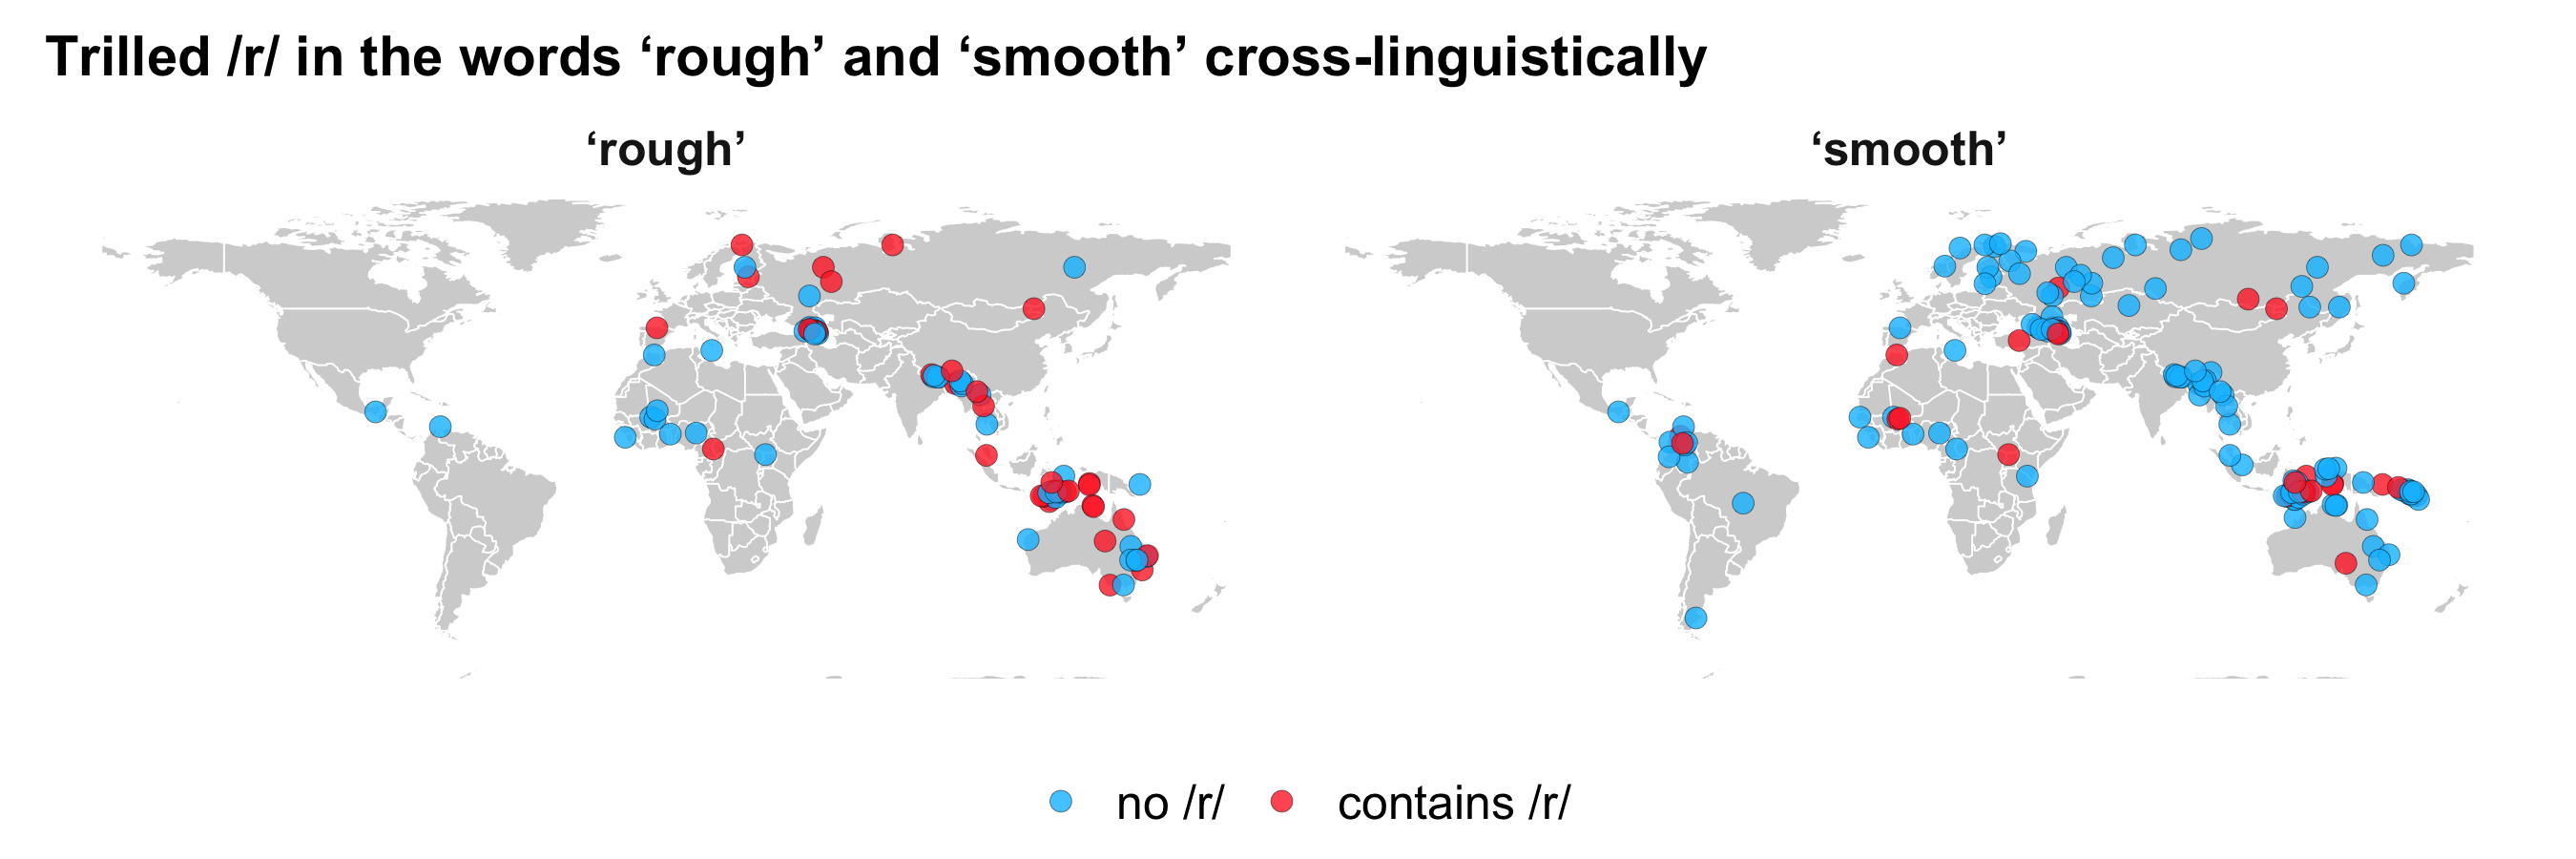 Trilled /r/ in the words ‘rough’ and ‘smooth’ cross-linguistically
‘rough’
‘smooth’
no /r/
contains /r/